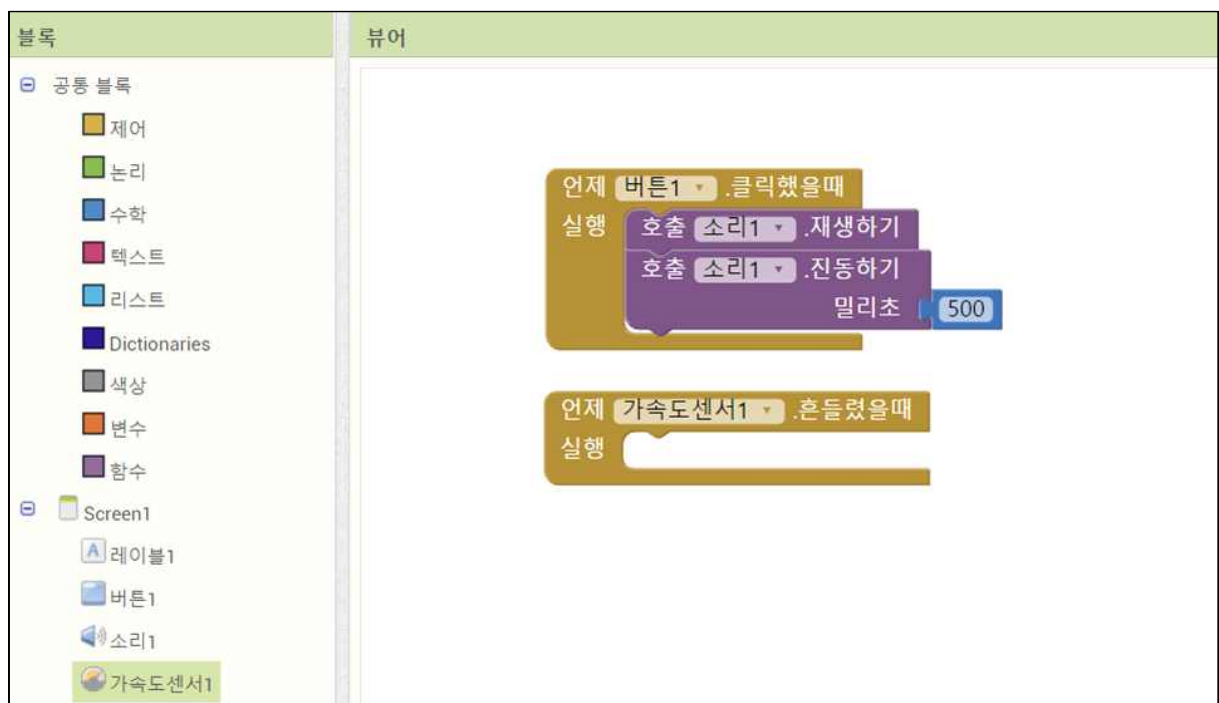 블록
뷰어
공통 블록
제어
논리
수학
텍스트
리스트
Dictionaries
색상
변수
함수
Screen1
레이블1
버튼1
소리1
가속도센서1
언제 버튼1 .클릭했을때
실행 호출 소리1 .재생하기
호출 소리1 .진동하기
밀리초 500
언제 가속도센서1 .흔들렸을때
실행